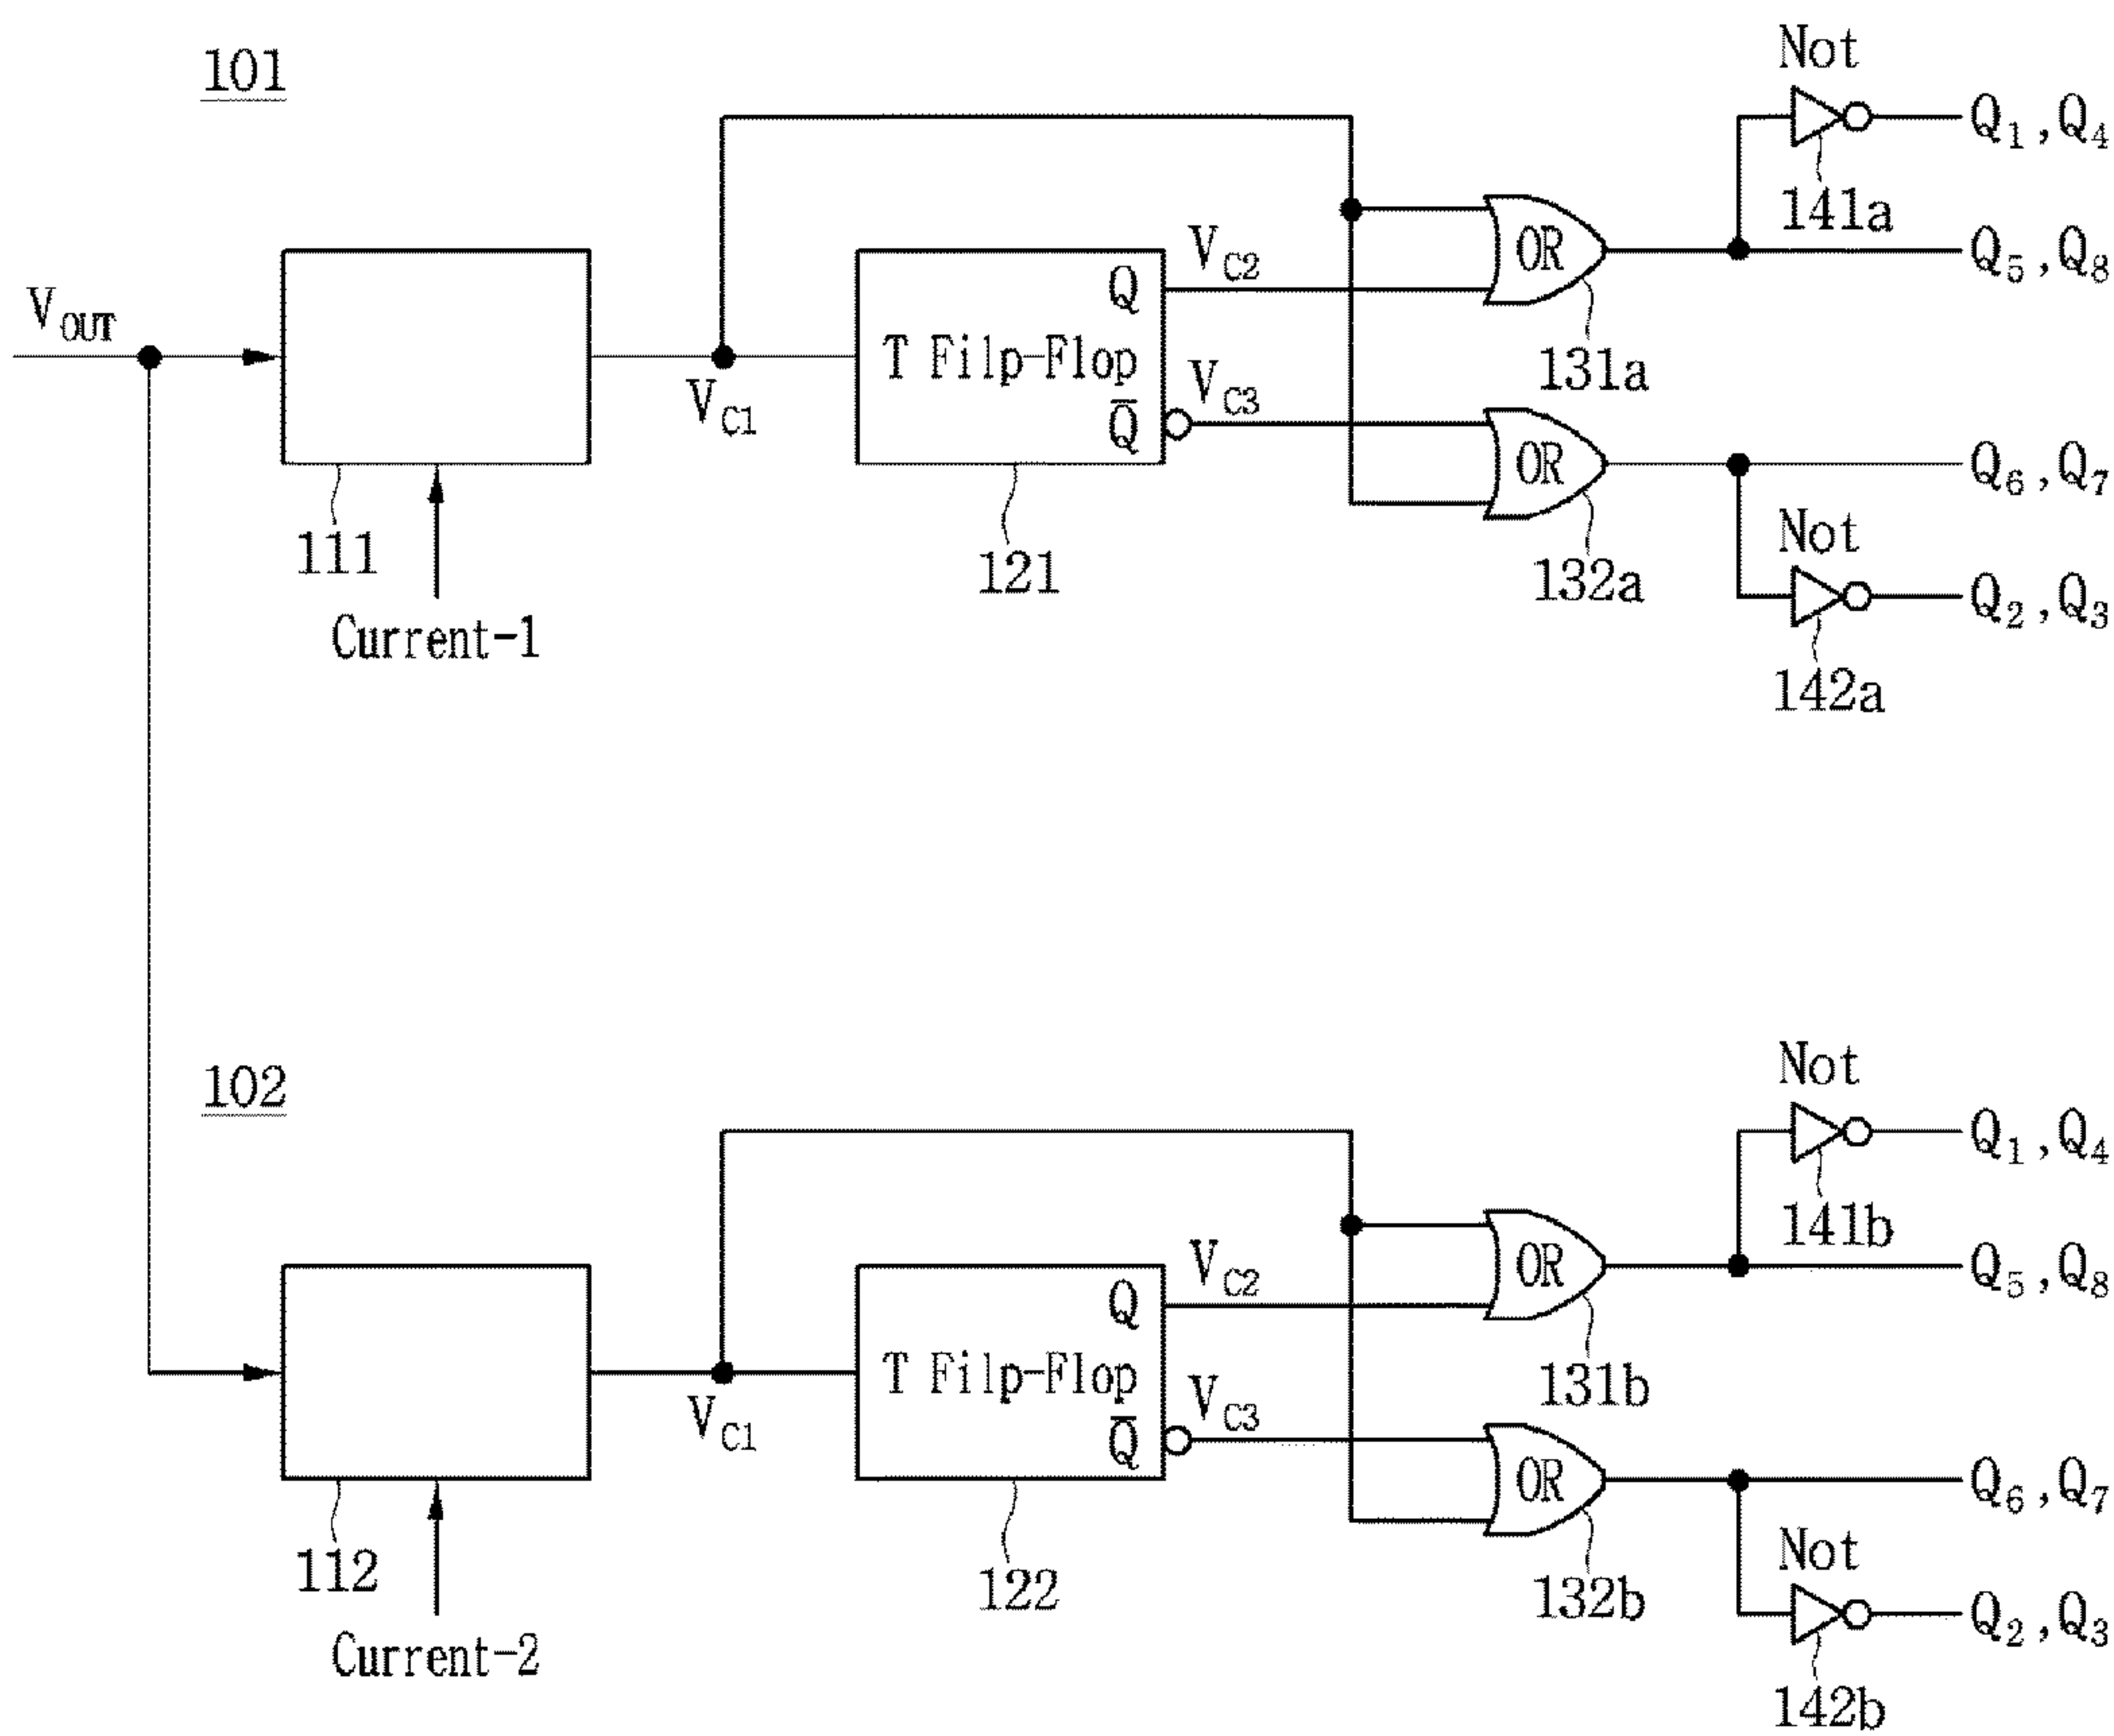 101
Not
Q1,Q4
141a
VOUT
Q
VC2
OR
Q5,Q8
T Filp-Flop
VC1
Q̅
VC3
131a
OR
Q6,Q7
111
121
132a
Not
Q2,Q3
142a
Current-1
102
Not
Q1,Q4
141b
Q
VC2
OR
Q5,Q8
T Filp-Flop
VC1
Q̅
VC3
131b
OR
Q6,Q7
112
122
132b
Not
Q2,Q3
142b
Current-2